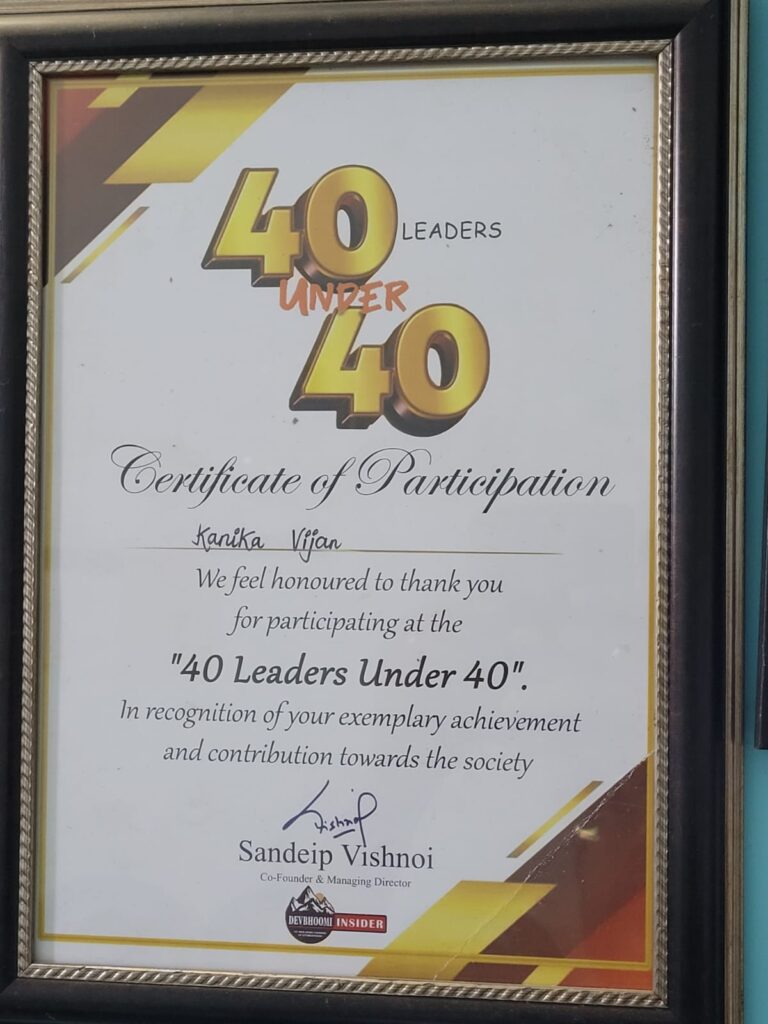 40 LEADERS
UNDER
40
Certificate of Participation
Kanika Vijan
We feel honoured to thank you
for participating at the
"40 Leaders Under 40".
In recognition of your exemplary achievement
and contribution towards the society
Vishnoi
Sandeip Vishnoi
Co-Founder & Managing Director
DEVBHOOMI INSIDER